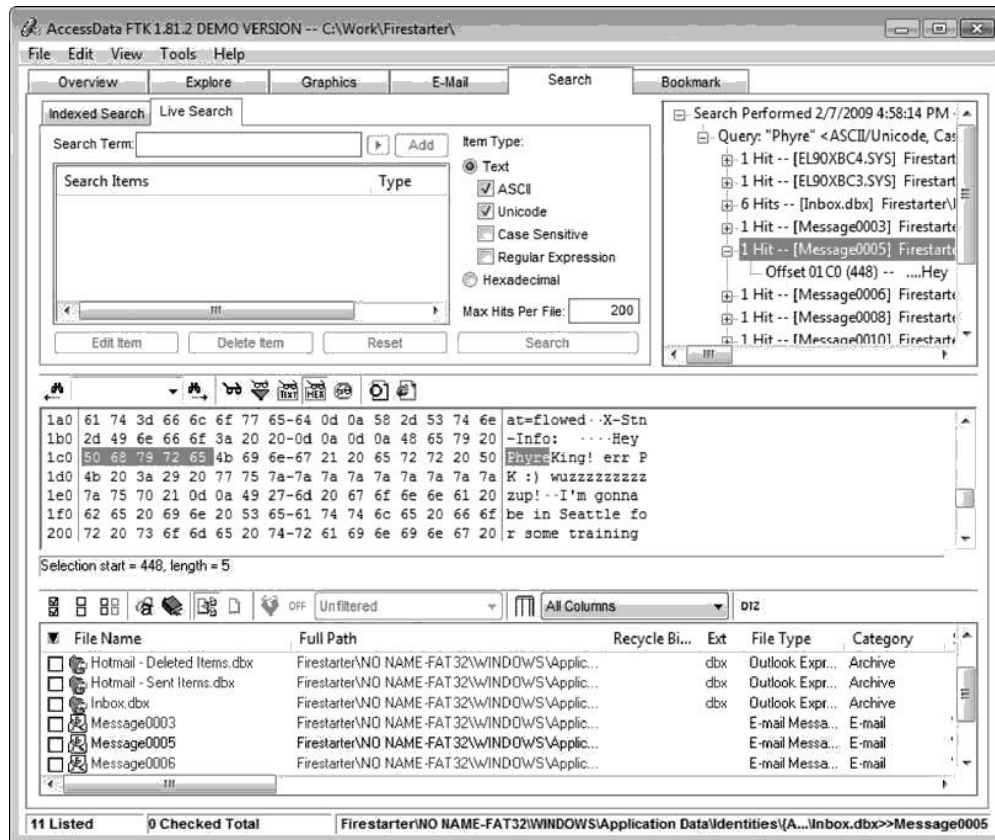 AccessData FTK 1.81.2 DEMO VERSION -- C:\Work\Firestarter\
File Edit View Tools Help
Overview Explore Graphics E-Mail Search Bookmark
Indexed Search Live Search
Search Term: Add
Search Items Type
Item Type:
Text
ASCII
Unicode
Case Sensitive
Regular Expression
Hexadecimal
Max Hits Per File: 200
Edit Item Delete Item Reset Search
Search Performed 2/7/2009 4:58:14 PM -
Query: "Phyre" <ASCII/Unicode, Cas
1 Hit -- [EL90XBC4.SYS] Firestart
1 Hit -- [EL90XBC3.SYS] Firestart
6 Hits -- [Inbox.dbx] Firestarter\
1 Hit -- [Message0003] Firestarte
1 Hit -- [Message0005] Firestarte
Offset 01C0 (448) -- ....Hey
1 Hit -- [Message0006] Firestarte
1 Hit -- [Message0008] Firestarte
1 Hit -- [Message0010] Firestarte
TEXT HEX
1a0 61 74 3d 66 6c 6f 77 65-64 0d 0a 58 2d 53 74 6e at=flowed··X-Stn
1b0 2d 49 6e 66 6f 3a 20 20-0d 0a 0d 0a 48 65 79 20 -Info: ····Hey
1c0 50 68 79 72 65 4b 69 6e-67 21 20 65 72 72 20 50 PhyreKing! err P
1d0 4b 20 3a 29 20 77 75 7a-7a 7a 7a 7a 7a 7a 7a 7a K :) wuzzzzzzzzz
1e0 7a 75 70 21 0d 0a 49 27-6d 20 67 6f 6e 6e 61 20 zup!··I'm gonna
1f0 62 65 20 69 6e 20 53 65-61 74 74 6c 65 20 66 6f be in Seattle fo
200 72 20 73 6f 6d 65 20 74-72 61 69 6e 69 6e 67 20 r some training
Selection start = 448, length = 5
OFF Unfiltered All Columns DTZ
File Name Full Path Recycle Bi... Ext File Type Category
Hotmail - Deleted Items.dbx Firestarter\NO NAME-FAT32\WINDOWS\Applic... dbx Outlook Expr... Archive
Hotmail - Sent Items.dbx Firestarter\NO NAME-FAT32\WINDOWS\Applic... dbx Outlook Expr... Archive
Inbox.dbx Firestarter\NO NAME-FAT32\WINDOWS\Applic... dbx Outlook Expr... Archive
Message0003 Firestarter\NO NAME-FAT32\WINDOWS\Applic... E-mail Messa... E-mail
Message0005 Firestarter\NO NAME-FAT32\WINDOWS\Applic... E-mail Messa... E-mail
Message0006 Firestarter\NO NAME-FAT32\WINDOWS\Applic... E-mail Messa... E-mail
11 Listed 0 Checked Total Firestarter\NO NAME-FAT32\WINDOWS\Application Data\Identities\{A...\Inbox.dbx>>Message0005